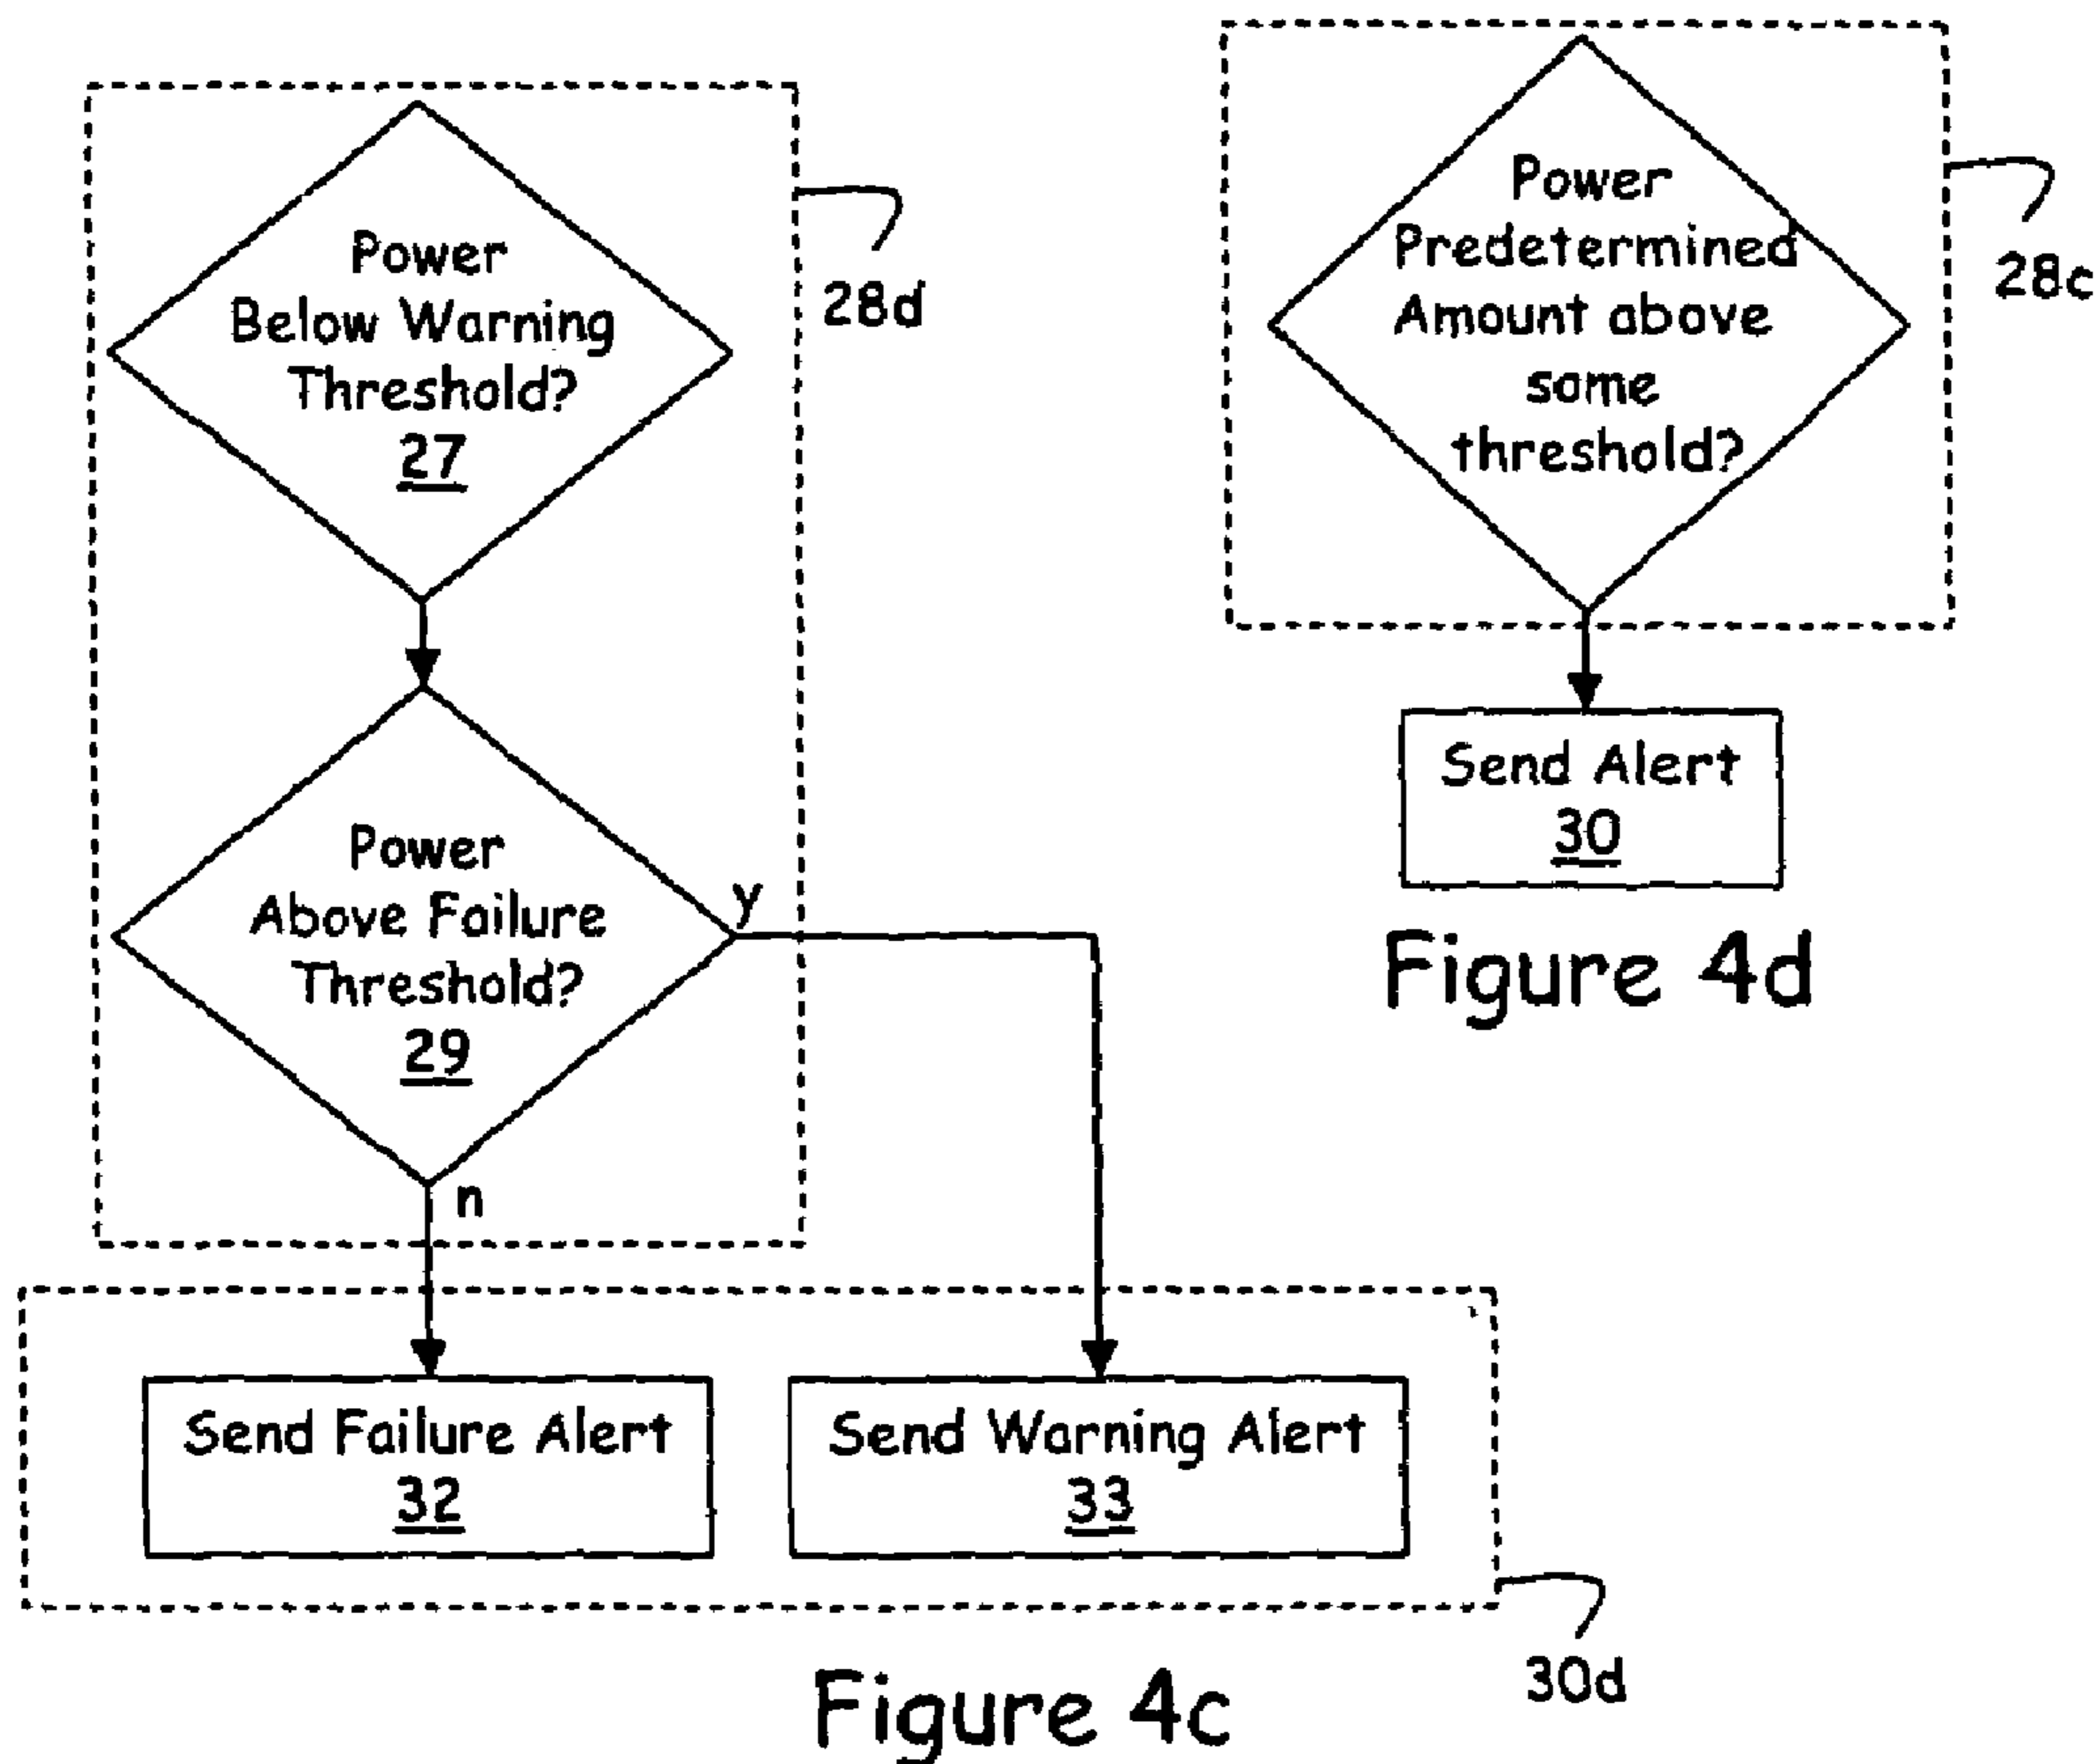 Power
Below Warning
Threshold?
27
28d
Power
Above Failure
Threshold?
29
y
n
Send Failure Alert
32
Send Warning Alert
33
30d
Figure 4c
Power
Predetermined
Amount above
some
threshold?
28c
Send Alert
30
Figure 4d